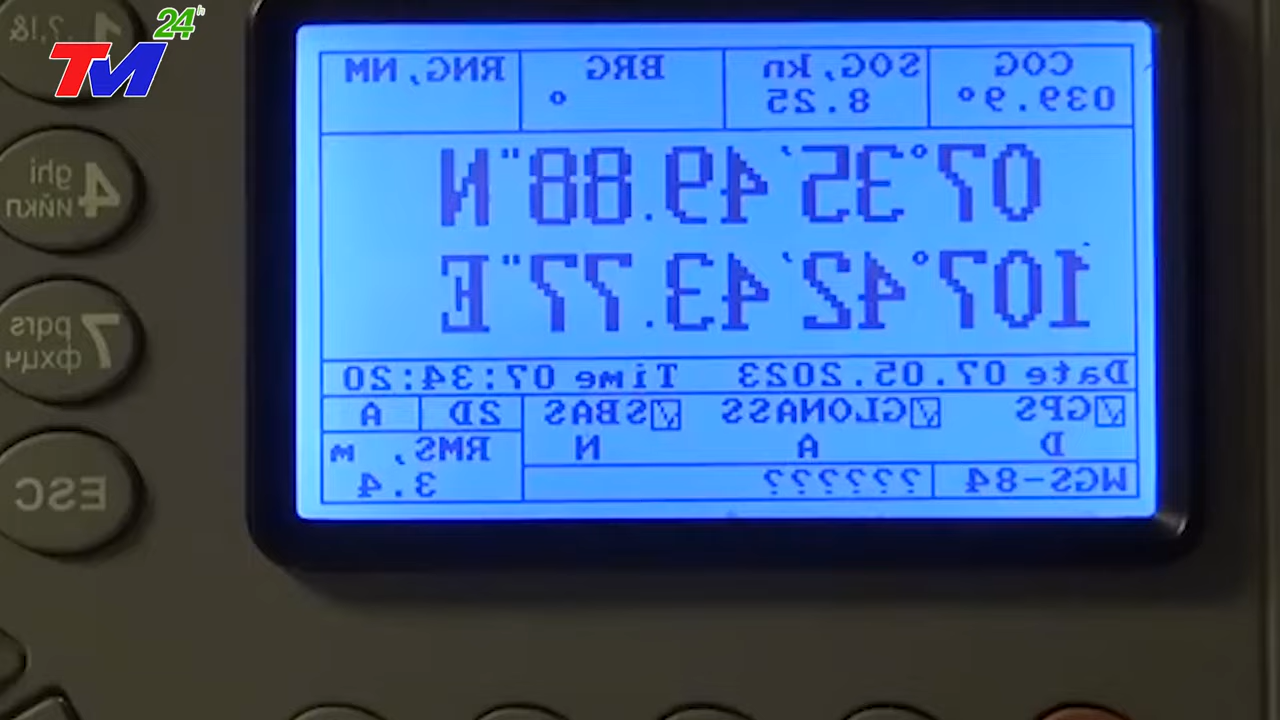 TM 24h
1 .,?!&
COG SOG,kn BRG RNG,NM
039.9° 8.25 °
07°35'49.88"N
107°42'43.77"E
Date 07.05.2023 Time 07:34:20
GPS GLONASS SBAS 2D A
D A N RMS, m
WGS-84 ?????? 3.4
4 ghi
ийкл
7 pqrs
фхцч
ESC